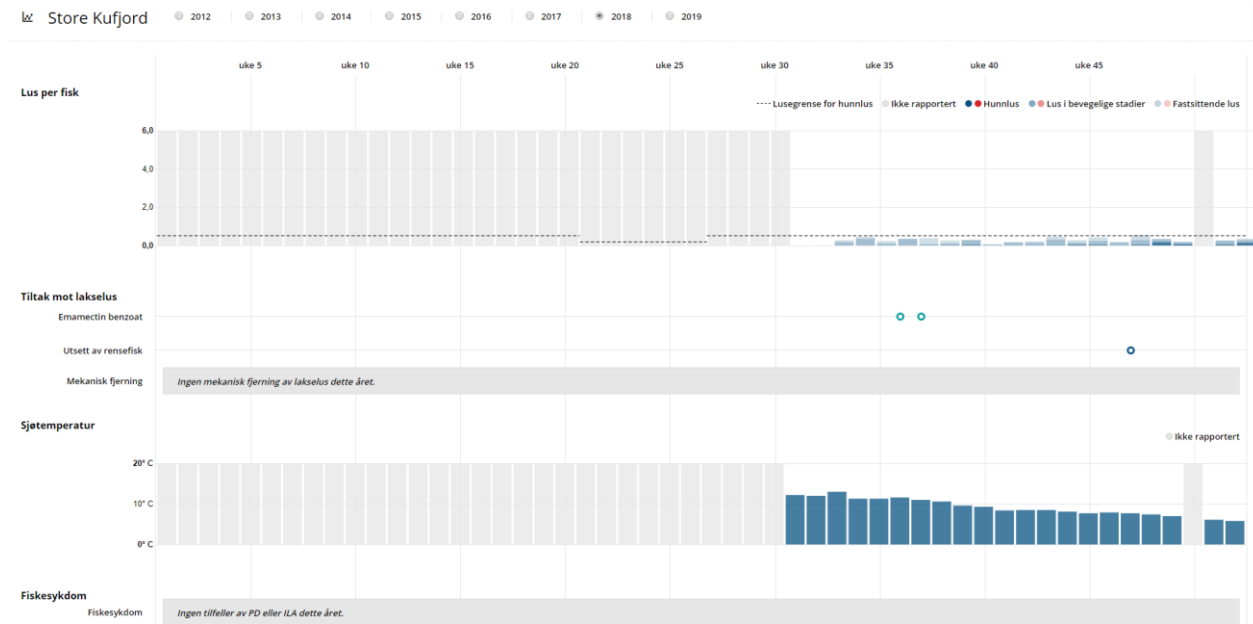 Store Kufjord 2012 2013 2014 2015 2016 2017 2018 2019
uke 5 uke 10 uke 15 uke 20 uke 25 uke 30 uke 35 uke 40 uke 45
Lus per fisk
---- Lusegrense for hunnlus Ikke rapportert Hunnlus Lus i bevegelige stadier Fastsittende lus
6,0
4,0
2,0
0,0
Tiltak mot lakselus
Emamectin benzoat
Utsett av rensefisk
Mekanisk fjerning Ingen mekanisk fjerning av lakselus dette året.
Sjøtemperatur
Ikke rapportert
20° C
10° C
0° C
Fiskesykdom
Fiskesykdom Ingen tilfeller av PD eller ILA dette året.